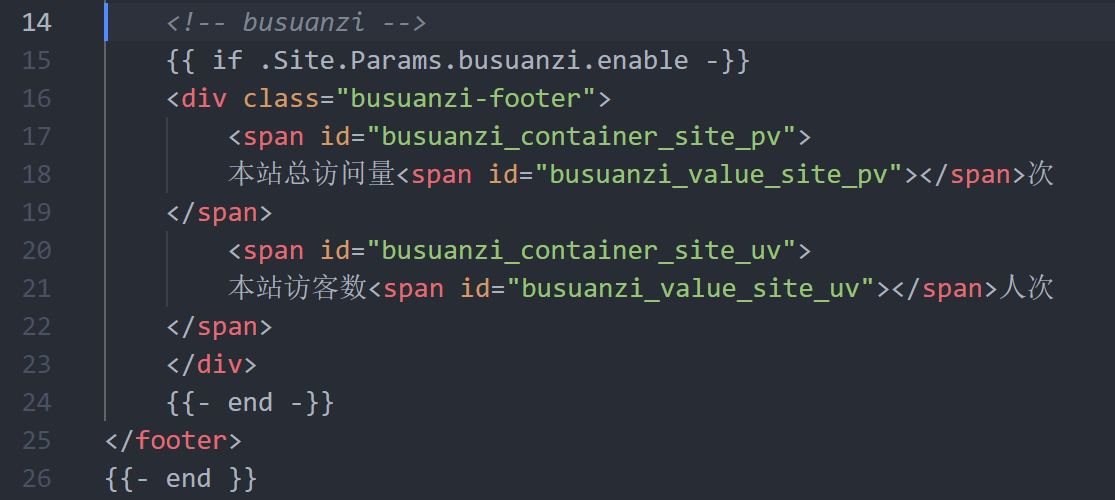 14 <!-- busuanzi -->
15 {{ if .Site.Params.busuanzi.enable -}}
16 <div class="busuanzi-footer">
17 <span id="busuanzi_container_site_pv">
18 本站总访问量<span id="busuanzi_value_site_pv"></span>次
19 </span>
20 <span id="busuanzi_container_site_uv">
21 本站访客数<span id="busuanzi_value_site_uv"></span>人次
22 </span>
23 </div>
24 {{- end -}}
25 </footer>
26 {{- end }}